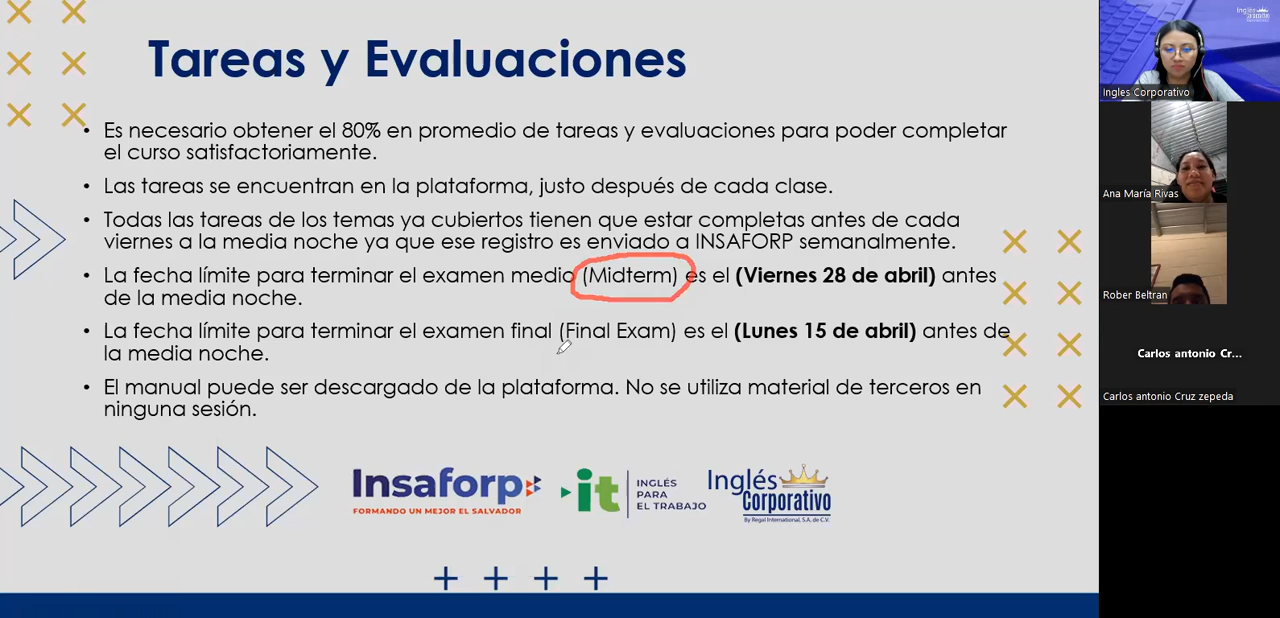 Tareas y Evaluaciones
• Es necesario obtener el 80% en promedio de tareas y evaluaciones para poder completar
el curso satisfactoriamente.
• Las tareas se encuentran en la plataforma, justo después de cada clase.
• Todas las tareas de los temas ya cubiertos tienen que estar completas antes de cada
viernes a la media noche ya que ese registro es enviado a INSAFORP semanalmente.
• La fecha límite para terminar el examen medio (Midterm) es el (Viernes 28 de abril) antes
de la media noche.
• La fecha límite para terminar el examen final (Final Exam) es el (Lunes 15 de abril) antes de
la media noche.
• El manual puede ser descargado de la plataforma. No se utiliza material de terceros en
ninguna sesión.
Insaforp
FORMANDO UN MEJOR EL SALVADOR
it
INGLÉS
PARA
EL TRABAJO
Inglés
Corporativo
By Regal International, S.A. de C.V.
Inglés
Corporativo
Ingles Corporativo
Ana María Rivas
Rober Beltran
Carlos antonio Cr...
Carlos antonio Cruz zepeda